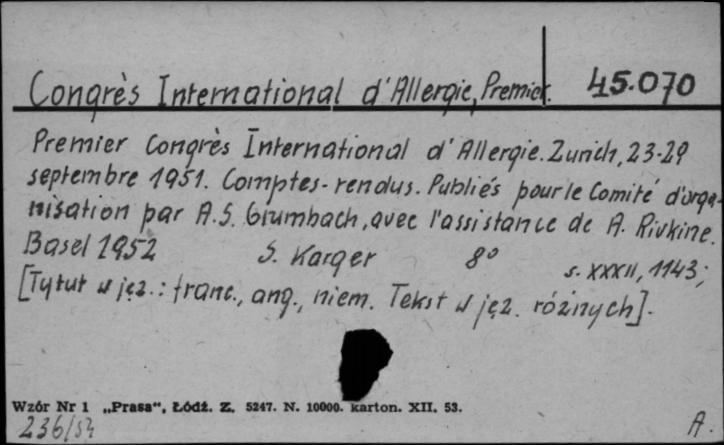 Congrès International d'Allergie, Premier. 45.070
Premier Congrès International d'Allergie. Zurich, 23-29
septembre 1951. Comptes-rendus. Publiés pour le Comité d'orga-
nisation par A.S. Grumbach, avec l'assistance de A. Rivkine.
Basel 1952 S. Karger 8° s. XXXII, 1143;
[Tytuł w jęz.: franc., ang., niem. Tekst w jęz. różnych].
Wzór Nr 1 „Prasa“, Łódź. Z. 5247. N. 10000. karton. XII. 53.
236/54 A.